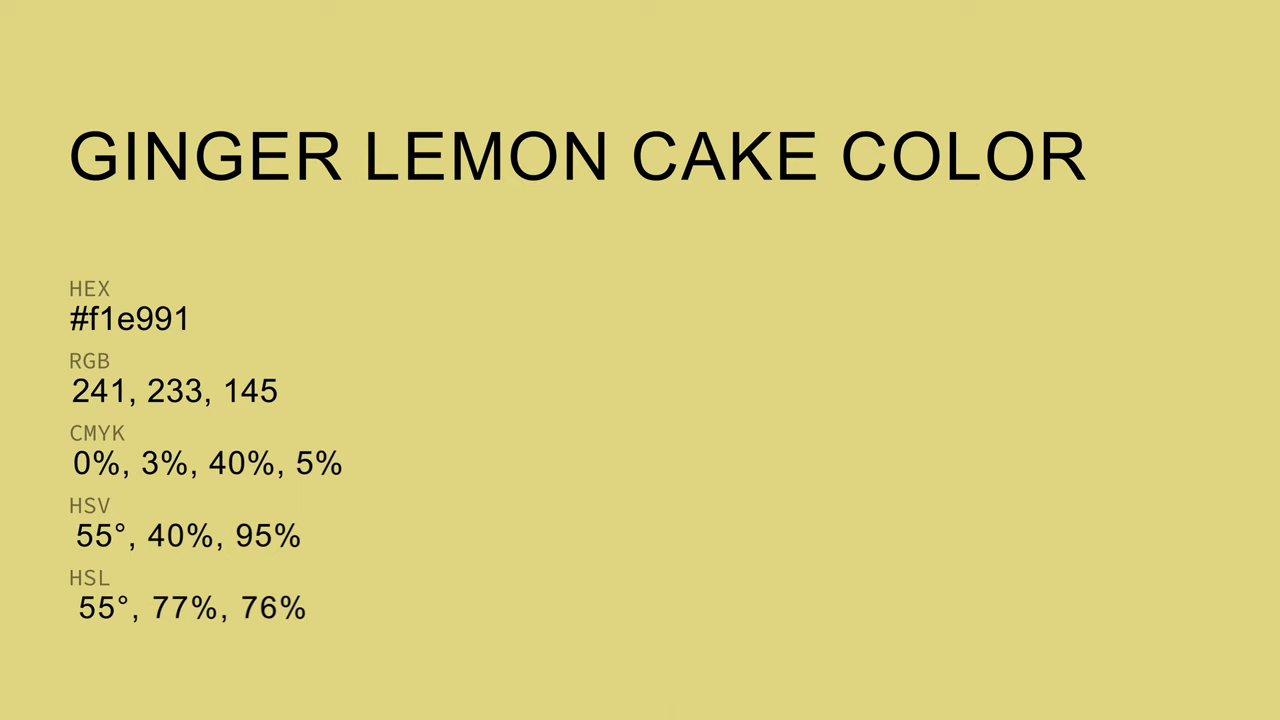 GINGER LEMON CAKE COLOR
HEX
#f1e991
RGB
241, 233, 145
CMYK
0%, 3%, 40%, 5%
HSV
55°, 40%, 95%
HSL
55°, 77%, 76%